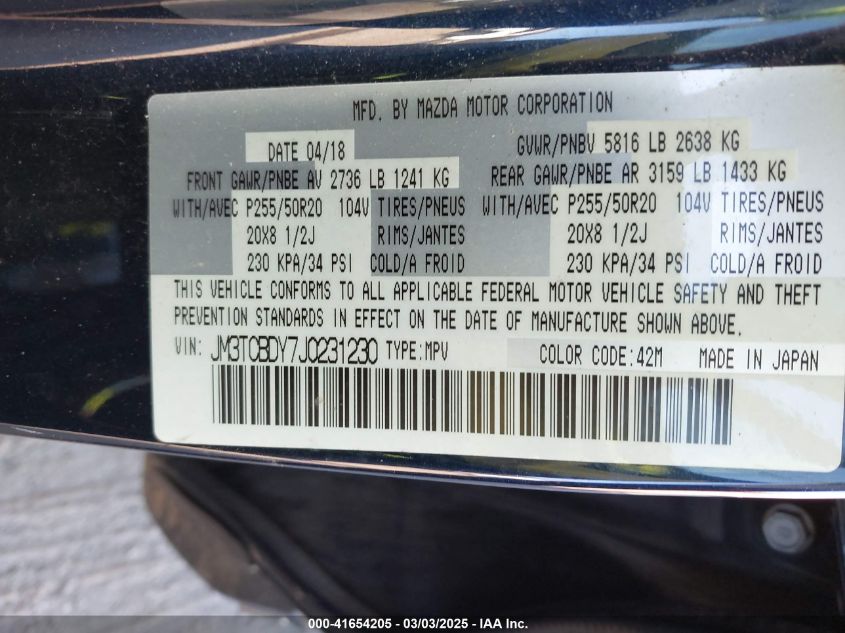 MFD. BY MAZDA MOTOR CORPORATION
DATE 04/18 GVWR/PNBV 5816 LB 2638 KG
FRONT GAWR/PNBE AV 2736 LB 1241 KG REAR GAWR/PNBE AR 3159 LB 1433 KG
WITH/AVEC P255/50R20 104V TIRES/PNEUS WITH/AVEC P255/50R20 104V TIRES/PNEUS
20X8 1/2J RIMS/JANTES 20X8 1/2J RIMS/JANTES
230 KPA/34 PSI COLD/A FROID 230 KPA/34 PSI COLD/A FROID
THIS VEHICLE CONFORMS TO ALL APPLICABLE FEDERAL MOTOR VEHICLE SAFETY AND THEFT
PREVENTION STANDARDS IN EFFECT ON THE DATE OF MANUFACTURE SHOWN ABOVE.
VIN: JM3TCBDY7J0231230 TYPE:MPV COLOR CODE:42M MADE IN JAPAN
000-41654205 - 03/03/2025 - IAA Inc.